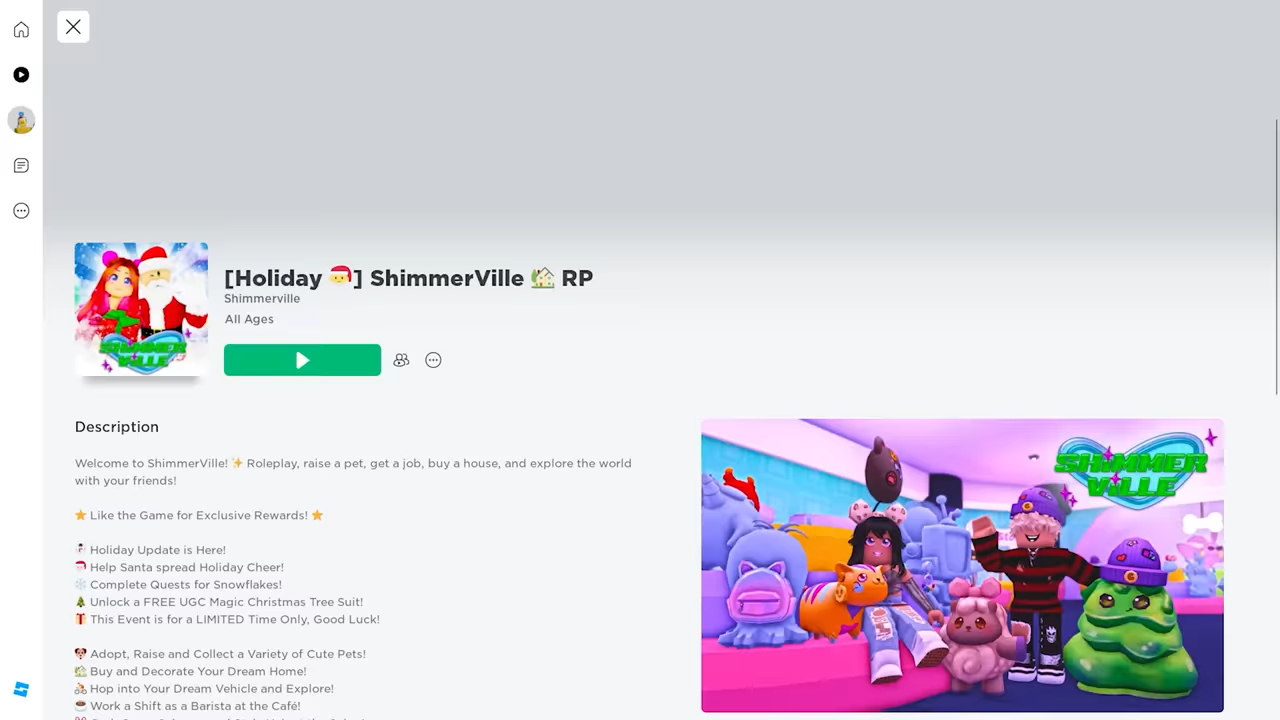 [Holiday 🎅] ShimmerVille 🏡 RP
Shimmerville
All Ages
SHIMMER
VILLE
Description
Welcome to ShimmerVille! ✨ Roleplay, raise a pet, get a job, buy a house, and explore the world
with your friends!
⭐ Like the Game for Exclusive Rewards! ⭐
⛄ Holiday Update is Here!
🎅 Help Santa spread Holiday Cheer!
❄️ Complete Quests for Snowflakes!
🎄 Unlock a FREE UGC Magic Christmas Tree Suit!
🎁 This Event is for a LIMITED Time Only, Good Luck!
🐶 Adopt, Raise and Collect a Variety of Cute Pets!
🏡 Buy and Decorate Your Dream Home!
🚴 Hop into Your Dream Vehicle and Explore!
☕ Work a Shift as a Barista at the Café!
SHIMMER
VILLE